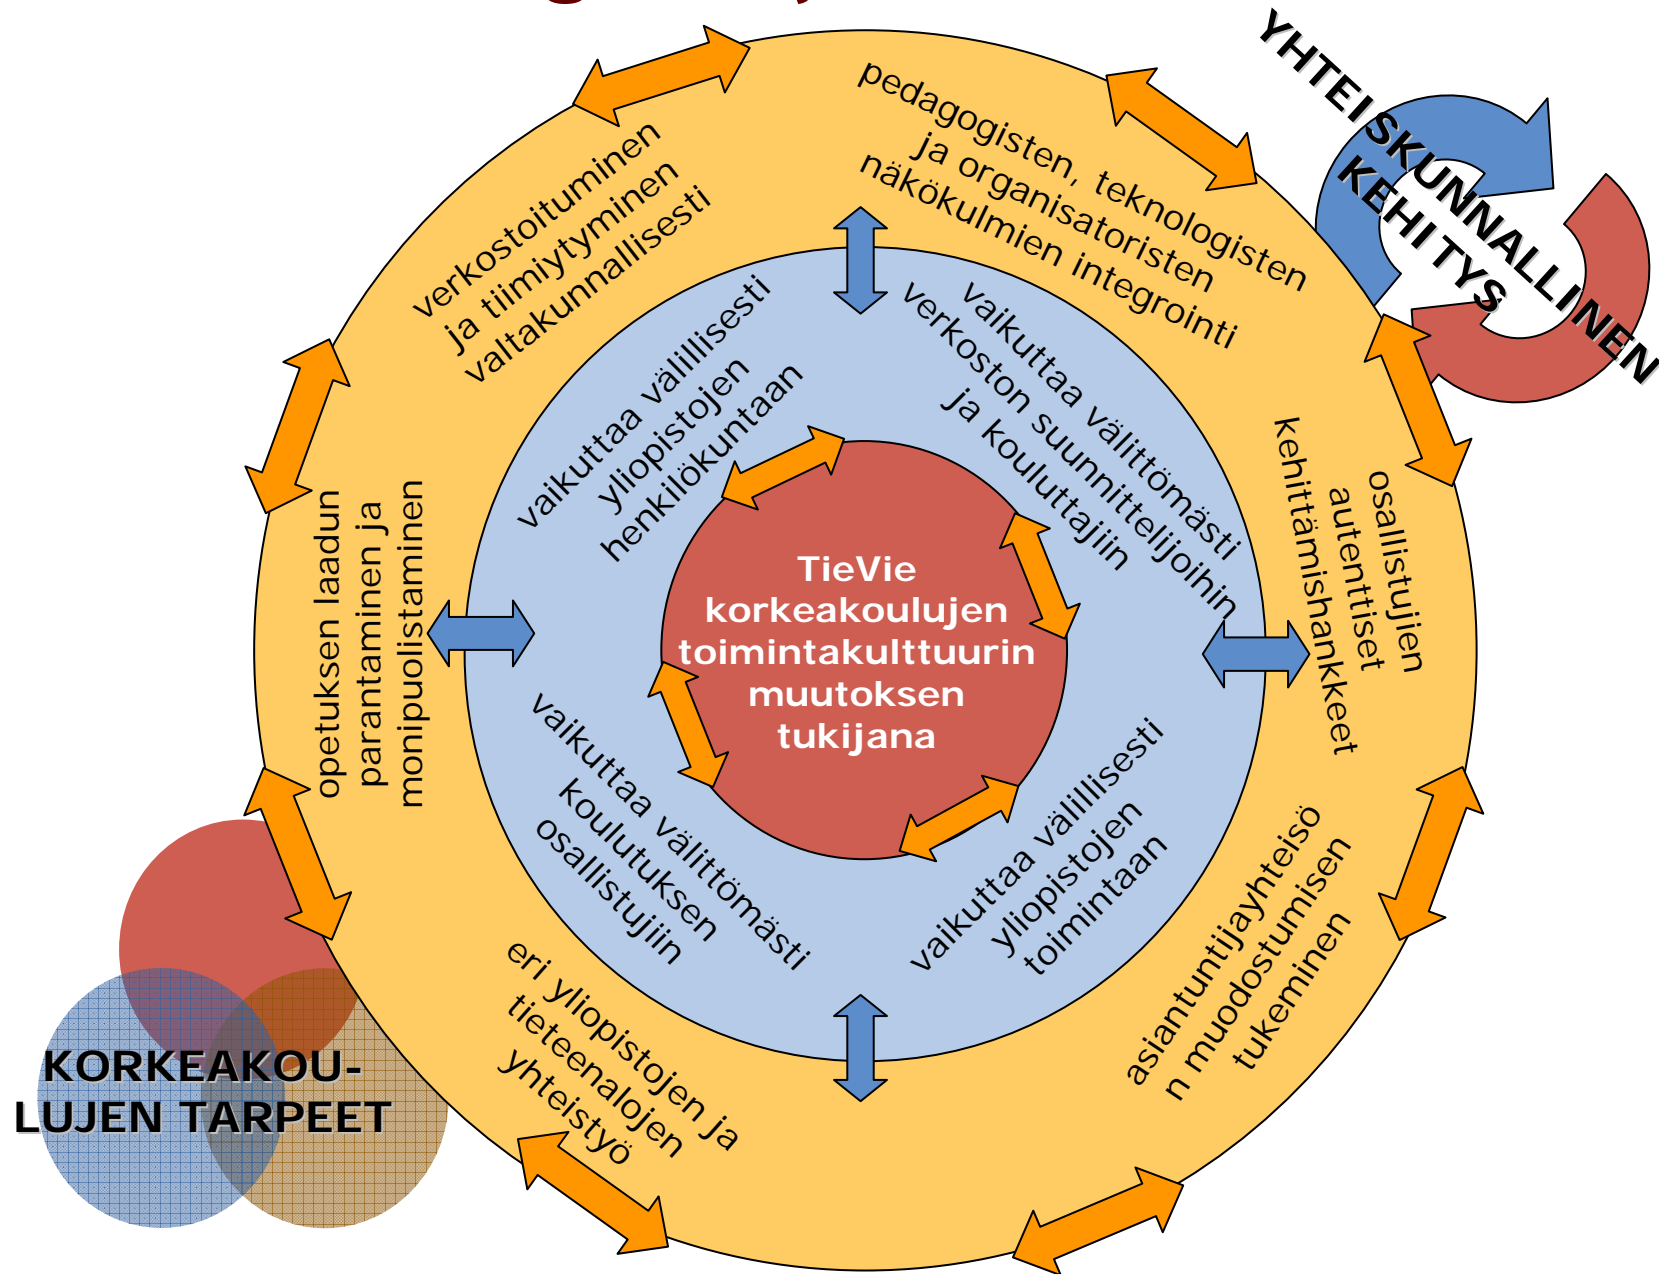 YHTEISKUNNALLINEN
KEHITYS
pedagogisten, teknologisten
ja organisatoristen
näkökulmien integrointi
verkostoituminen
ja tiimiytyminen
valtakunnallisesti
vaikuttaa välillisesti
yliopistojen
henkilökuntaan
vaikuttaa välittömästi
verkoston suunnittelijoihin
ja kouluttajiin
osallistujien
autenttiset
kehittämishankkeet
opetuksen laadun
parantaminen ja
monipuolistaminen
TieVie
korkeakoulujen
toimintakulttuurin
muutoksen
tukijana
vaikuttaa välittömästi
koulutuksen
osallistujiin
vaikuttaa välillisesti
yliopistojen
toimintaan
asiantuntijayhteisö
n muodostumisen
tukeminen
eri yliopistojen ja
tieteenalojen
yhteistyö
KORKEAKOU-
LUJEN TARPEET